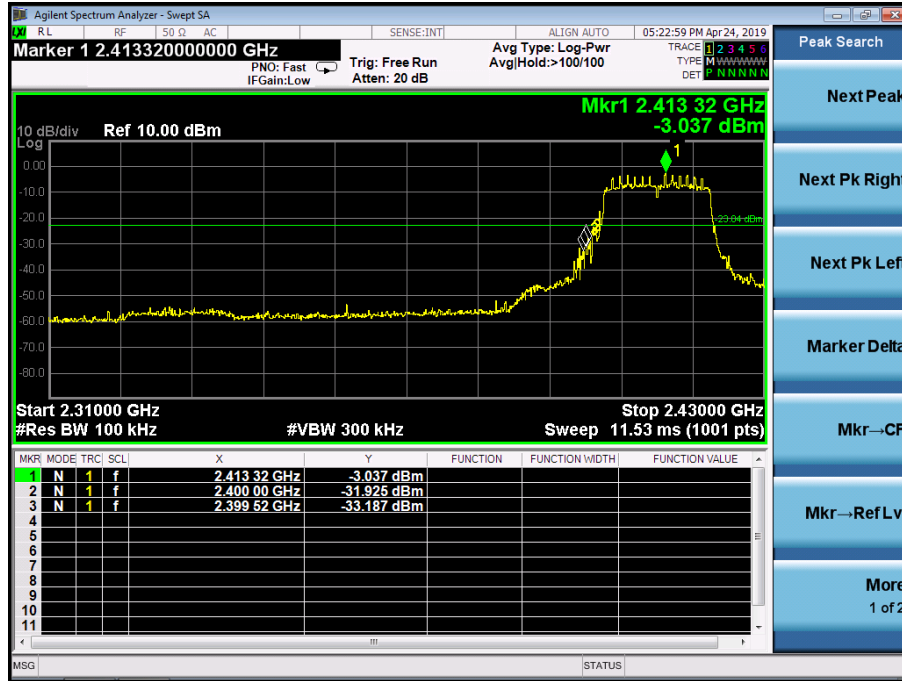 Agilent Spectrum Analyzer - Swept SA
LXI RL RF 50 Ω AC SENSE:INT ALIGN AUTO 05:22:59 PM Apr 24, 2019
Marker 1 2.413320000000 GHz
PNO: Fast
IFGain:Low
Trig: Free Run
Atten: 20 dB
Avg Type: Log-Pwr
Avg|Hold:>100/100
TRACE 1 2 3 4 5 6
TYPE M WWWWW
DET P N N N N N
Peak Search
Mkr1 2.413 32 GHz
-3.037 dBm
10 dB/div Ref 10.00 dBm
Log
1
0.00
-10.0
-20.0
-23.04 dBm
-30.0
-40.0
-50.0
-60.0
-70.0
-80.0
Start 2.31000 GHz
Stop 2.43000 GHz
#Res BW 100 kHz
#VBW 300 kHz
Sweep 11.53 ms (1001 pts)
MKR MODE TRC SCL X Y FUNCTION FUNCTION WIDTH FUNCTION VALUE
1 N 1 f 2.413 32 GHz -3.037 dBm
2 N 1 f 2.400 00 GHz -31.925 dBm
3 N 1 f 2.399 52 GHz -33.187 dBm
4
5
6
7
8
9
10
11
MSG
STATUS
Next Peak
Next Pk Right
Next Pk Left
Marker Delta
Mkr→CF
Mkr→Ref Lv
More
1 of 2